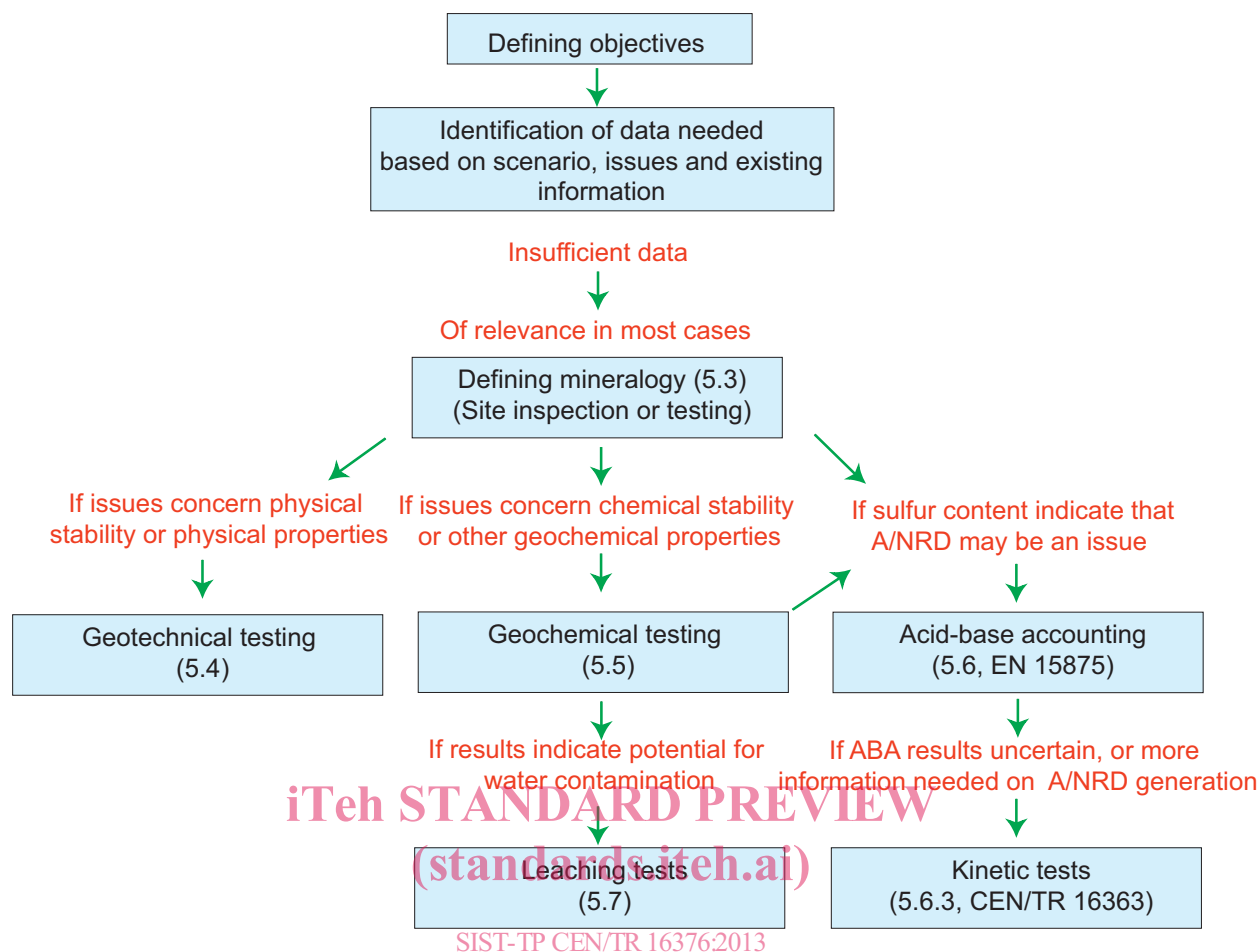 Defining objectives
Identification of data needed
based on scenario, issues and existing
information
Insufficient data
Of relevance in most cases
Defining mineralogy (5.3)
(Site inspection or testing)
If issues concern physical
stability or physical properties
If issues concern chemical stability
or other geochemical properties
If sulfur content indicate that
A/NRD may be an issue
Geotechnical testing
(5.4)
Geochemical testing
(5.5)
Acid-base accounting
(5.6, EN 15875)
If results indicate potential for
water contamination
If ABA results uncertain, or more
information needed on A/NRD generation
iTeh STANDARD PREVIEW
(standards.iteh.ai)
Leaching tests
(5.7)
Kinetic tests
(5.6.3, CEN/TR 16363)
SIST-TP CEN/TR 16376:2013